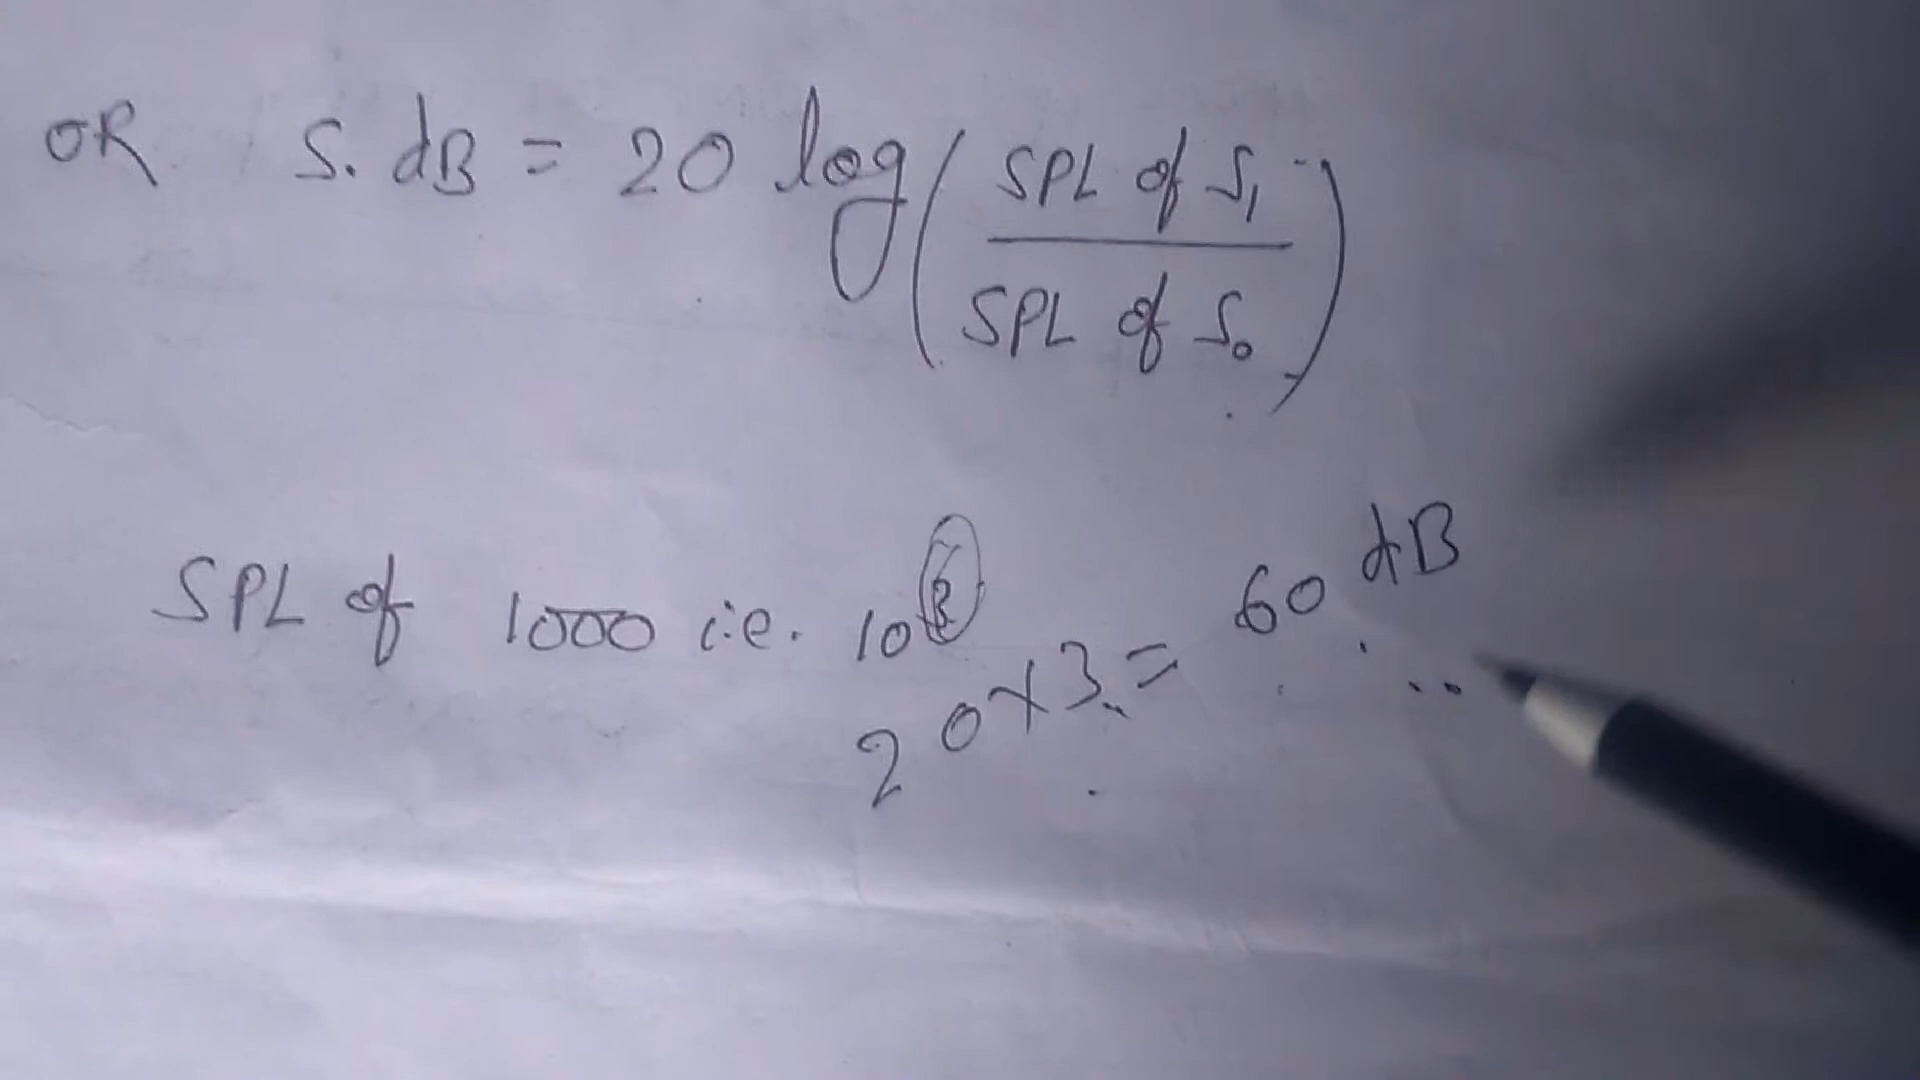 OR S. dB = 20 log (SPL of S₁ / SPL of S₀)
SPL of 1000 i.e. 10³
20 x 3 = 60 dB